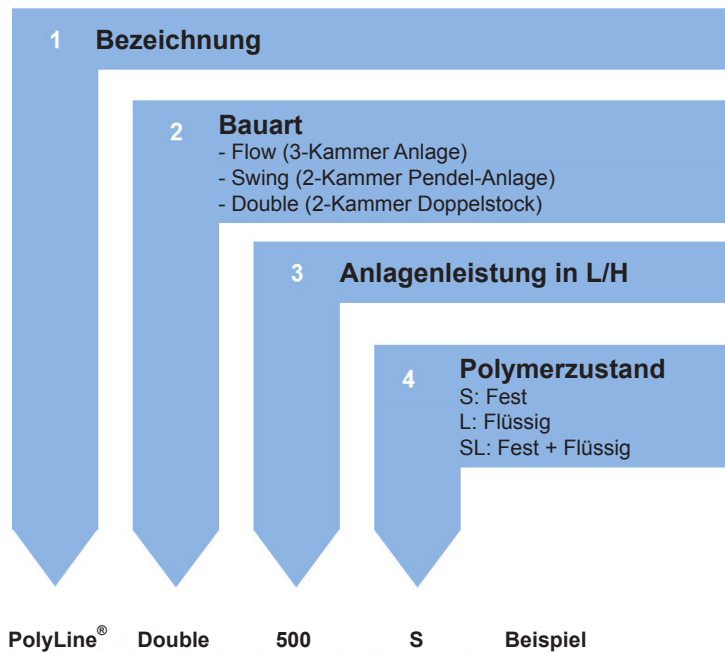 1 Bezeichnung
2 Bauart
- Flow (3-Kammer Anlage)
- Swing (2-Kammer Pendel-Anlage)
- Double (2-Kammer Doppelstock)
3 Anlagenleistung in L/H
4 Polymerzustand
S: Fest
L: Flüssig
SL: Fest + Flüssig
PolyLine® Double 500 S Beispiel